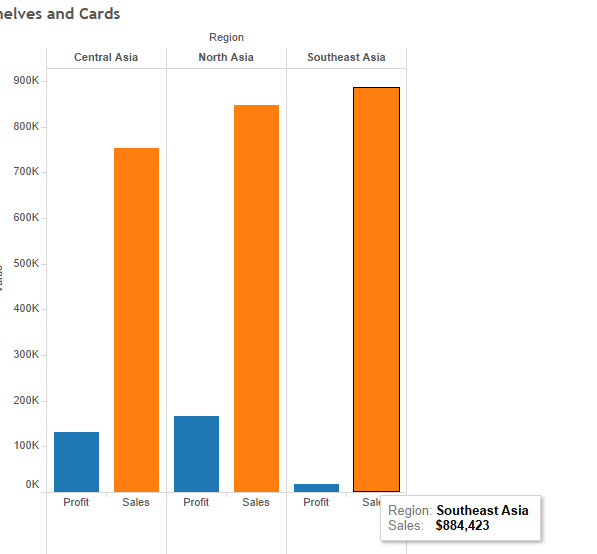 elves and Cards
Region
Central Asia North Asia Southeast Asia
900K
800K
700K
600K
500K
400K
300K
200K
100K
0K
Profit Sales Profit Sales Profit Sal
Region: Southeast Asia
Sales: $884,423